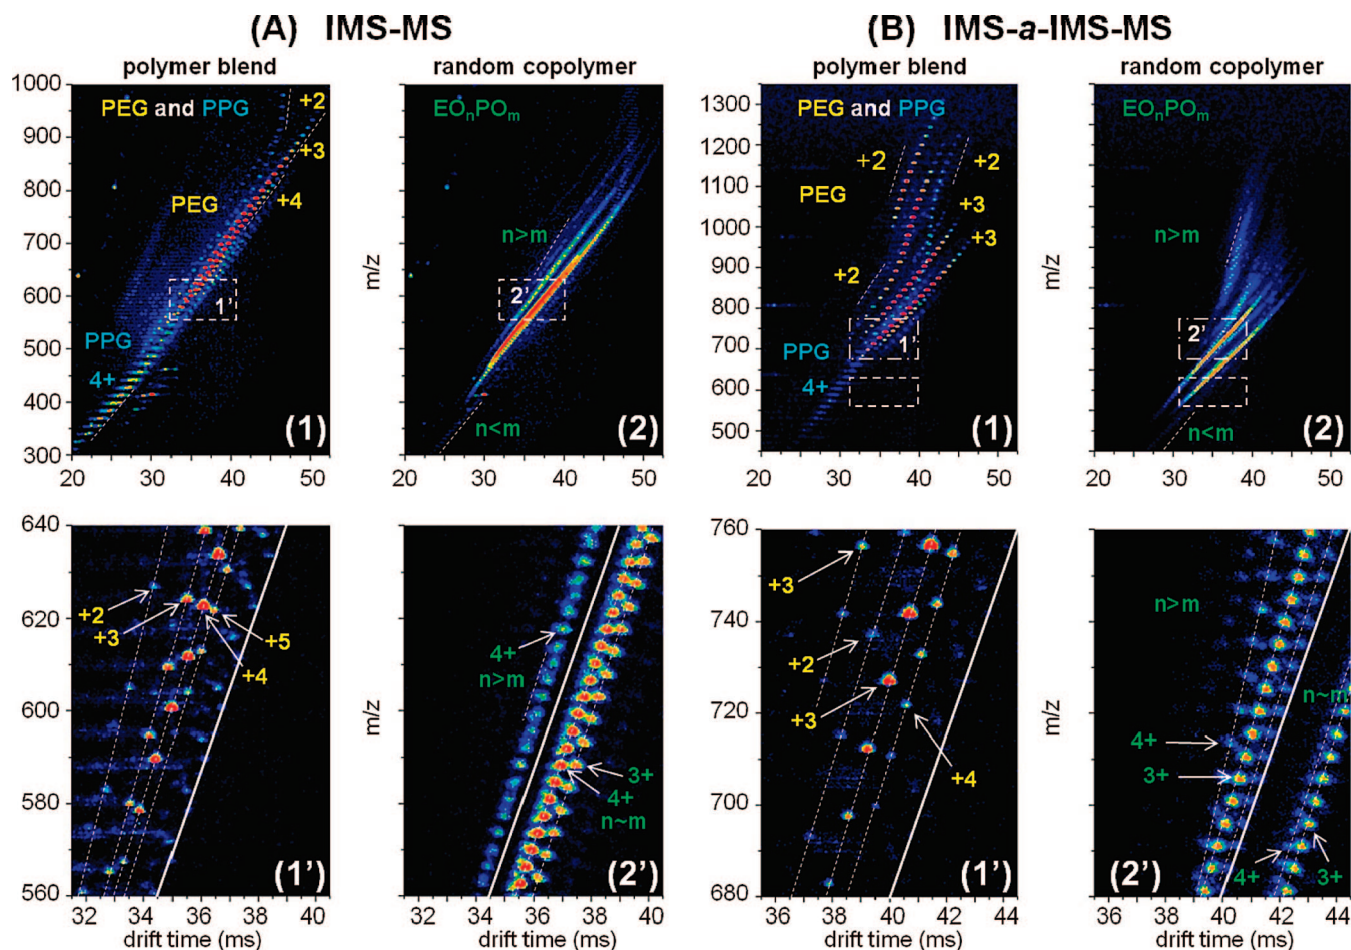 (A) IMS-MS
(B) IMS-a-IMS-MS
polymer blend
random copolymer
polymer blend
random copolymer
1000
900
800
700
600
500
400
300
PEG and PPG
+2
+3
+4
PEG
1'
PPG
4+
(1)
20 30 40 50
m/z
EOnPOm
n>m
2'
n<m
(2)
20 30 40 50
1300
1200
1100
1000
900
800
700
600
500
PEG and PPG
+2
+2
PEG
+3
+3
+2
1'
PPG
4+
(1)
20 30 40 50
m/z
EOnPOm
n>m
2'
n<m
(2)
20 30 40 50
640
620
600
580
560
+2
+3
+5
+4
(1')
32 34 36 38 40
drift time (ms)
m/z
4+
n>m
3+
4+
n~m
(2')
32 34 36 38 40
drift time (ms)
760
740
720
700
680
+3
+2
+3
+4
(1')
36 38 40 42 44
drift time (ms)
m/z
n>m
n~m
4+
3+
(2')
4+
3+
36 38 40 42 44
drift time (ms)